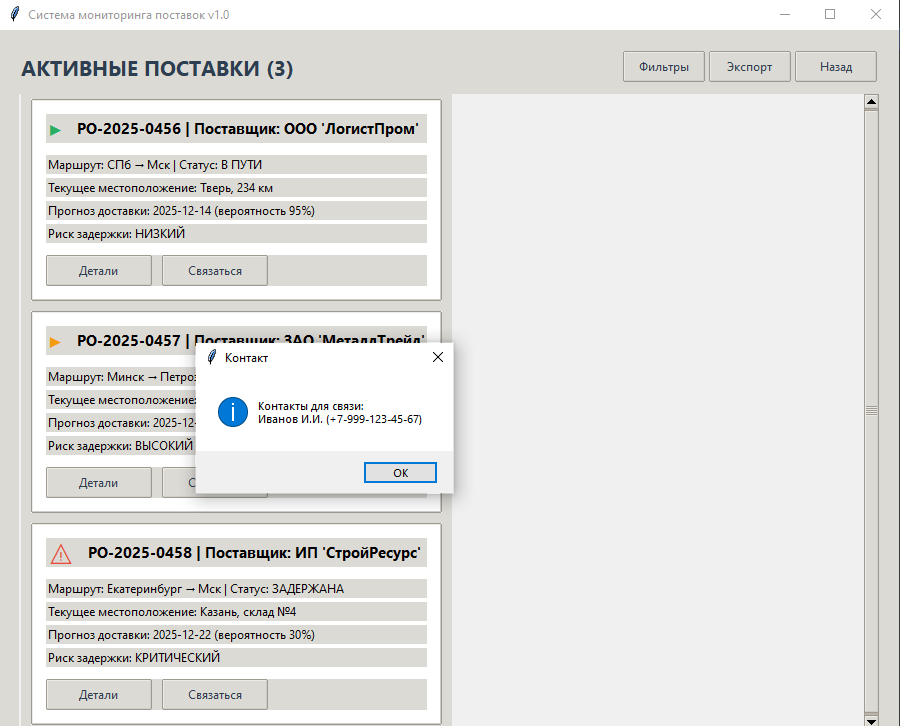 Система мониторинга поставок v1.0
АКТИВНЫЕ ПОСТАВКИ (3)
Фильтры
Экспорт
Назад
PO-2025-0456 | Поставщик: ООО 'ЛогистПром'
Маршрут: СПб → Мск | Статус: В ПУТИ
Текущее местоположение: Тверь, 234 км
Прогноз доставки: 2025-12-14 (вероятность 95%)
Риск задержки: НИЗКИЙ
Детали
Связаться
PO-2025-0457 | Поставщик: ЗАО 'МеталлТрейд'
Маршрут: Минск →
Текущее местоположение:
Прогноз доставки: 2025-12-
Риск задержки: ВЫСОКИЙ
Детали
Контакт
Контакты для связи:
Иванов И.И. (+7-999-123-45-67)
OK
PO-2025-0458 | Поставщик: ИП 'СтройРесурс'
Маршрут: Екатеринбург → Мск | Статус: ЗАДЕРЖАНА
Текущее местоположение: Казань, склад №4
Прогноз доставки: 2025-12-22 (вероятность 30%)
Риск задержки: КРИТИЧЕСКИЙ
Детали
Связаться